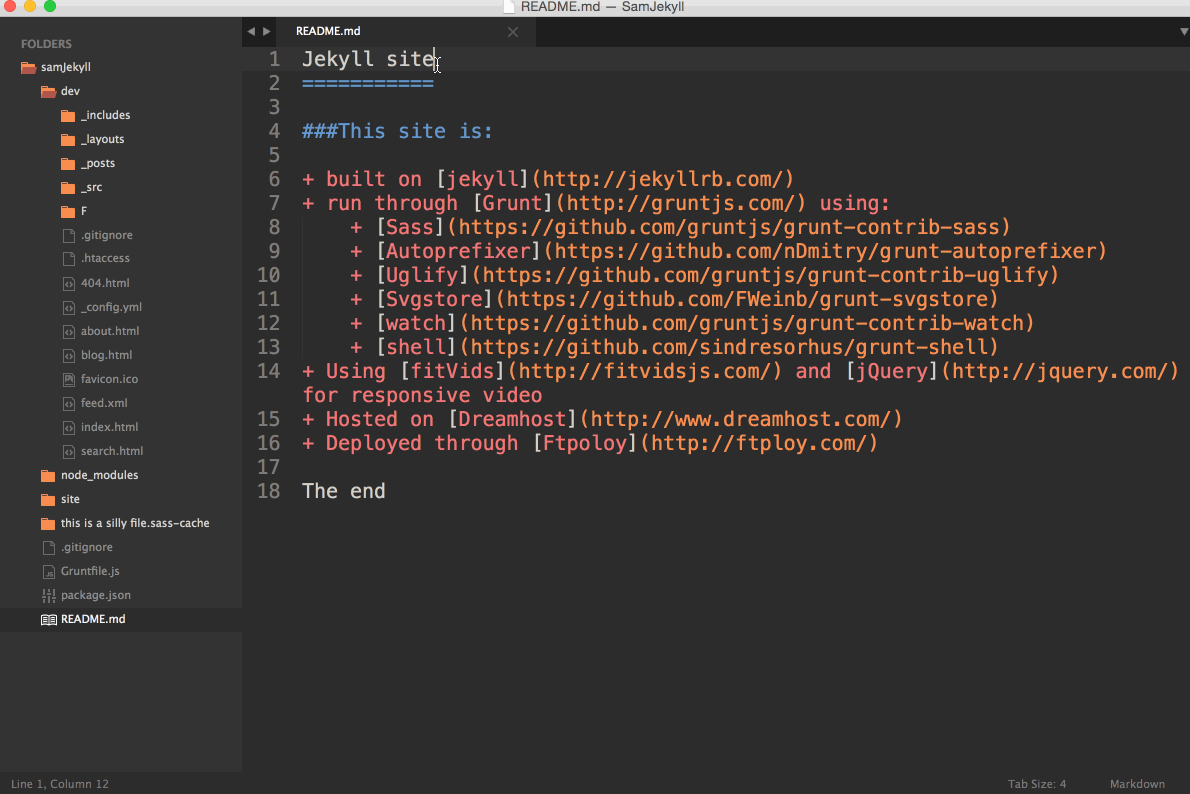 README.md — SamJekyll
FOLDERS
samJekyll
dev
_includes
_layouts
_posts
_src
F
.gitignore
.htaccess
404.html
_config.yml
about.html
blog.html
favicon.ico
feed.xml
index.html
search.html
node_modules
site
this is a silly file.sass-cache
.gitignore
Gruntfile.js
package.json
README.md
README.md
1 Jekyll site
2 ===========
3
4 ###This site is:
5
6 + built on [jekyll](http://jekyllrb.com/)
7 + run through [Grunt](http://gruntjs.com/) using:
8     + [Sass](https://github.com/gruntjs/grunt-contrib-sass)
9     + [Autoprefixer](https://github.com/nDmitry/grunt-autoprefixer)
10     + [Uglify](https://github.com/gruntjs/grunt-contrib-uglify)
11     + [Svgstore](https://github.com/FWeinb/grunt-svgstore)
12     + [watch](https://github.com/gruntjs/grunt-contrib-watch)
13     + [shell](https://github.com/sindresorhus/grunt-shell)
14 + Using [fitVids](http://fitvidsjs.com/) and [jQuery](http://jquery.com/)
for responsive video
15 + Hosted on [Dreamhost](http://www.dreamhost.com/)
16 + Deployed through [Ftpoloy](http://ftploy.com/)
17
18 The end
Line 1, Column 12
Tab Size: 4
Markdown